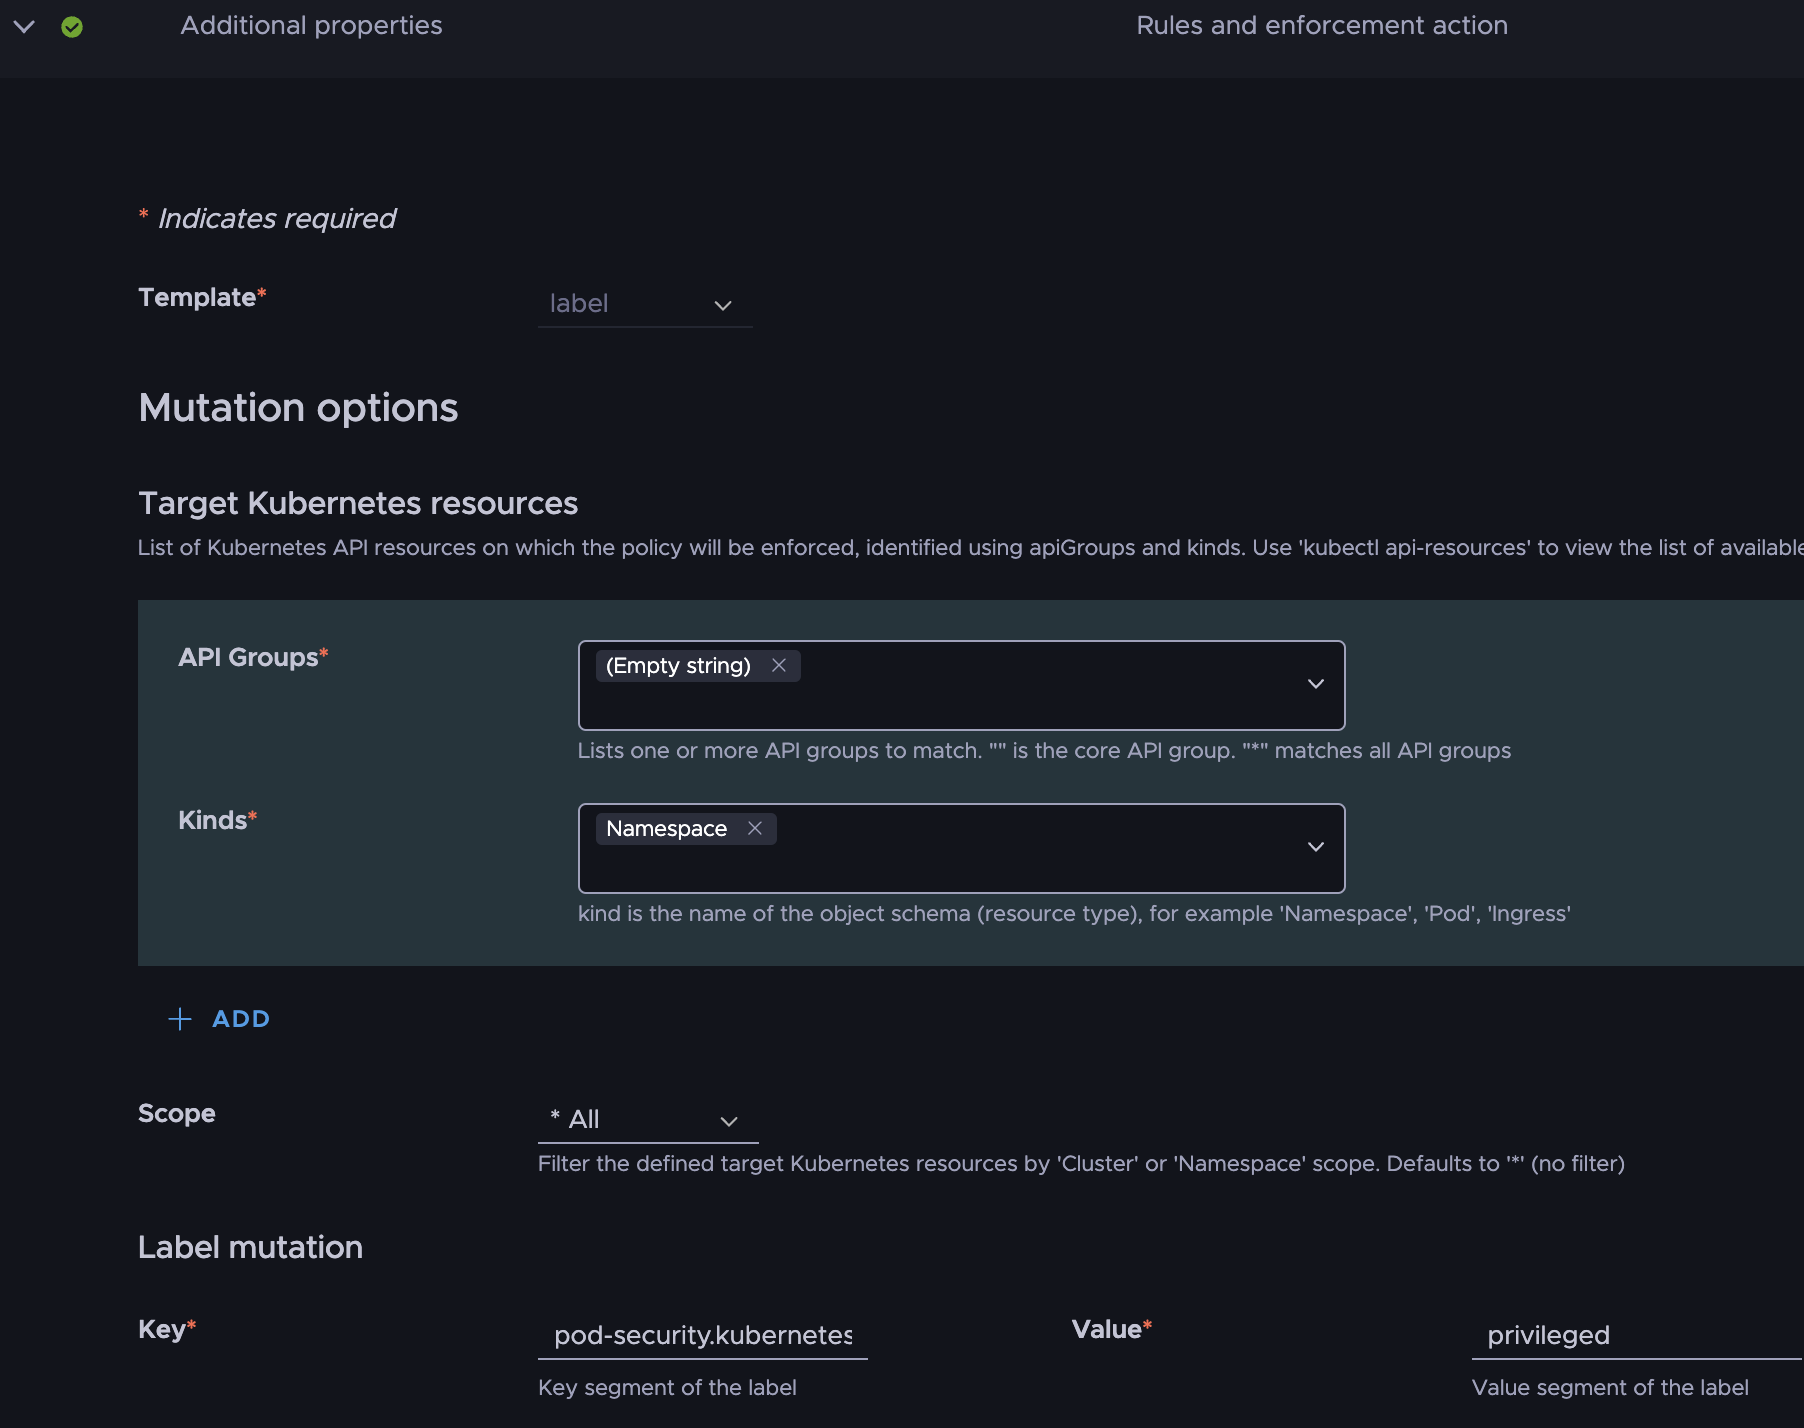 Additional properties
Rules and enforcement action
* Indicates required
Template*
label
Mutation options
Target Kubernetes resources
List of Kubernetes API resources on which the policy will be enforced, identified using apiGroups and kinds. Use 'kubectl api-resources' to view the list of available
API Groups*
(Empty string)
Lists one or more API groups to match. "" is the core API group. "*" matches all API groups
Kinds*
Namespace
kind is the name of the object schema (resource type), for example 'Namespace', 'Pod', 'Ingress'
ADD
Scope
* All
Filter the defined target Kubernetes resources by 'Cluster' or 'Namespace' scope. Defaults to '*' (no filter)
Label mutation
Key*
pod-security.kubernetes
Value*
privileged
Key segment of the label
Value segment of the label